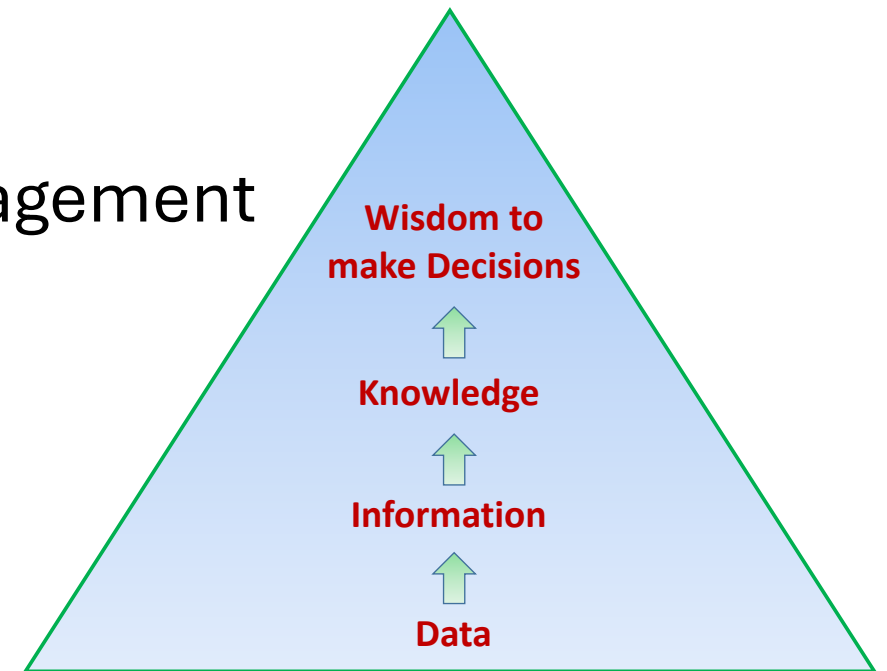 agement
Wisdom to
make Decisions
Knowledge
Information
Data